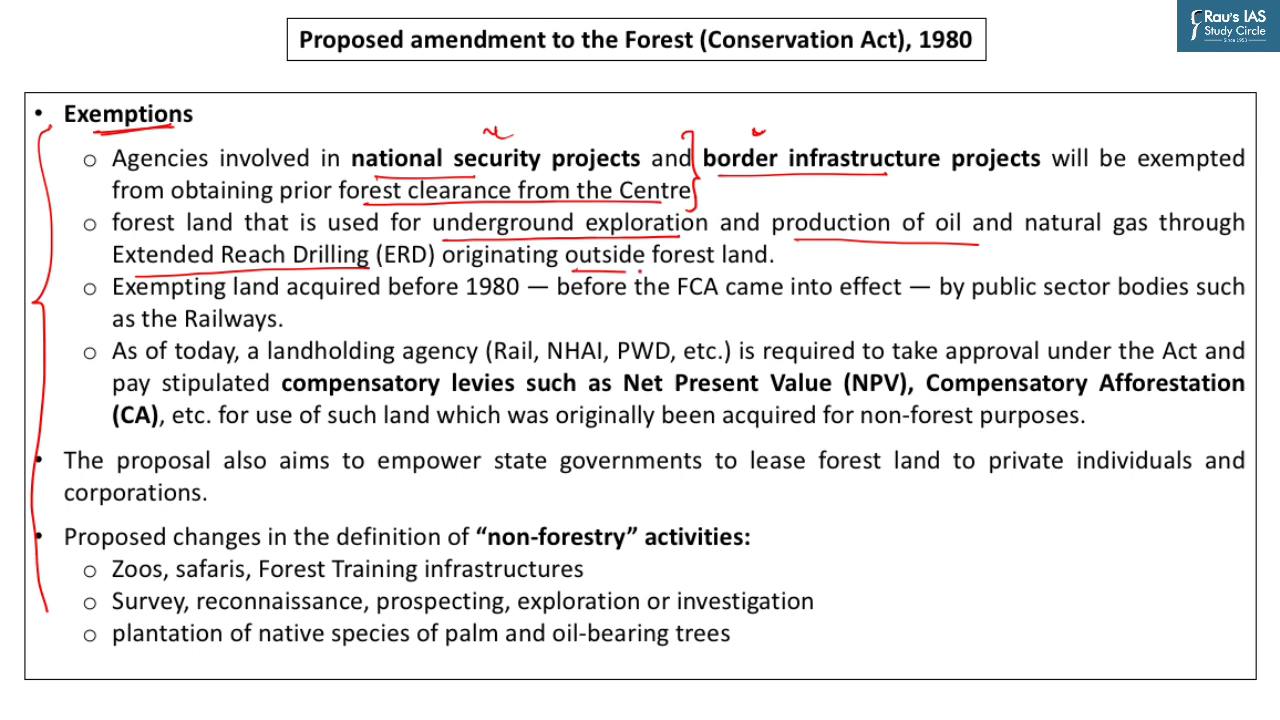 Proposed amendment to the Forest (Conservation Act), 1980
Rau's IAS
Study Circle
Since 1953
• Exemptions
o Agencies involved in national security projects and border infrastructure projects will be exempted
from obtaining prior forest clearance from the Centre
o forest land that is used for underground exploration and production of oil and natural gas through
Extended Reach Drilling (ERD) originating outside forest land.
o Exempting land acquired before 1980 — before the FCA came into effect — by public sector bodies such
as the Railways.
o As of today, a landholding agency (Rail, NHAI, PWD, etc.) is required to take approval under the Act and
pay stipulated compensatory levies such as Net Present Value (NPV), Compensatory Afforestation
(CA), etc. for use of such land which was originally been acquired for non-forest purposes.
• The proposal also aims to empower state governments to lease forest land to private individuals and
corporations.
• Proposed changes in the definition of “non-forestry” activities:
o Zoos, safaris, Forest Training infrastructures
o Survey, reconnaissance, prospecting, exploration or investigation
o plantation of native species of palm and oil-bearing trees